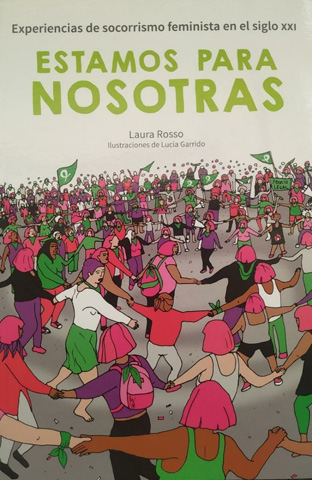 Experiencias de socorrismo feminista en el siglo XXI
ESTAMOS PARA
NOSOTRAS
Laura Rosso
Ilustraciones de Lucía Garrido